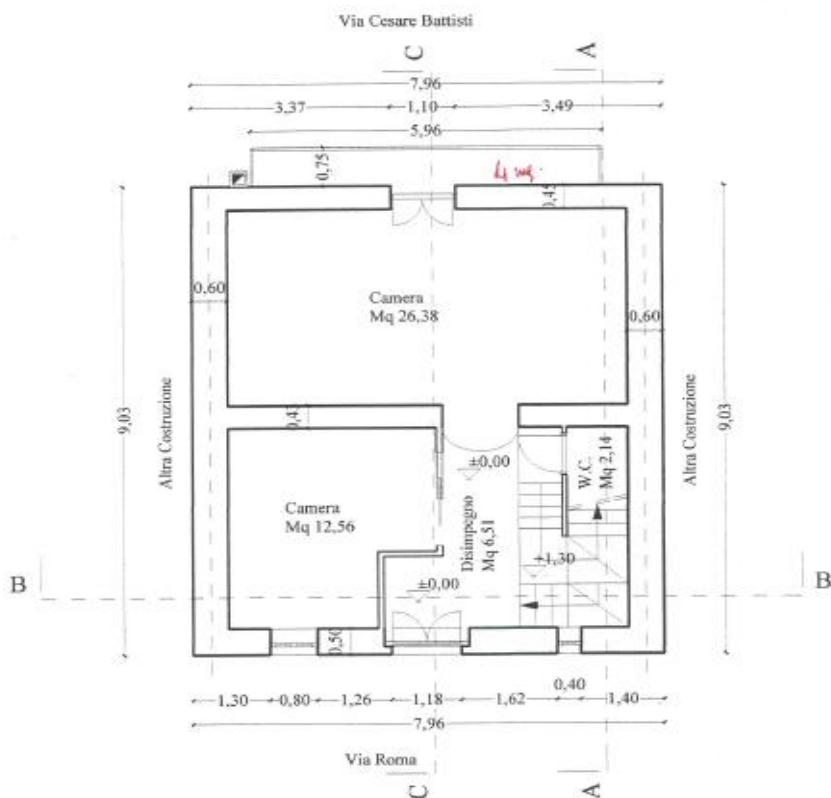 Via Cesare Battisti
C
A
7,96
3,37
1,10
3,49
5,96
0,75
4 mq.
0,45
0,60
Camera
Mq 26,38
0,60
9,03
Altra Costruzione
0,43
±0,00
W.C.
Mq 2,14
Altra Costruzione
9,03
Camera
Mq 12,56
Disimpegno
Mq 6,51
+1,30
B
±0,00
B
0,50
0,40
1,30
0,80
1,26
1,18
1,62
1,40
7,96
Via Roma
C
A